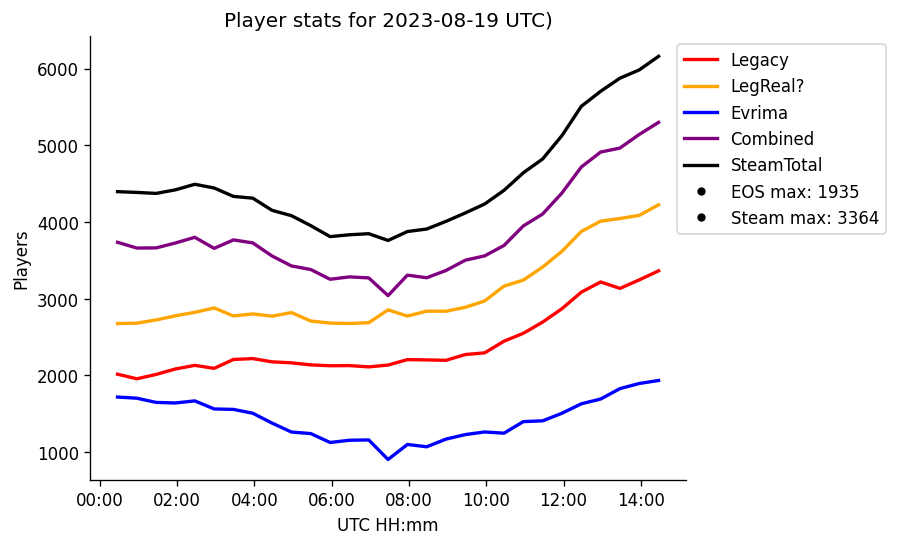 Player stats for 2023-08-19 UTC)
Legacy
LegReal?
Evrima
Combined
SteamTotal
EOS max: 1935
Steam max: 3364
Players
6000
5000
4000
3000
2000
1000
00:00 02:00 04:00 06:00 08:00 10:00 12:00 14:00
UTC HH:mm